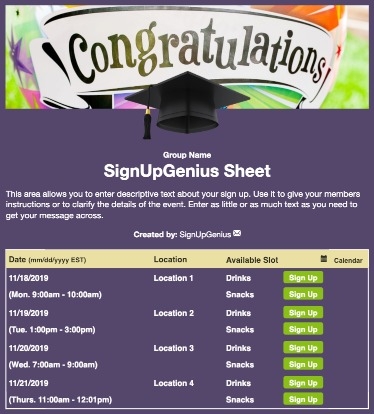 Congratulations!
Group Name
SignUpGenius Sheet
This area allows you to enter descriptive text about your sign up. Use it to give your members
instructions or to clarify the details of the event. Enter as little or as much text as you need to
get your message across.
Created by: SignUpGenius
Date (mm/dd/yyyy EST) Location Available Slot Calendar
11/18/2019 Location 1 Drinks Sign Up
(Mon. 9:00am - 10:00am) Snacks Sign Up
11/19/2019 Location 2 Drinks Sign Up
(Tue. 1:00pm - 3:00pm) Snacks Sign Up
11/20/2019 Location 3 Drinks Sign Up
(Wed. 7:00am - 9:00am) Snacks Sign Up
11/21/2019 Location 4 Drinks Sign Up
(Thurs. 11:00am - 12:01pm) Snacks Sign Up